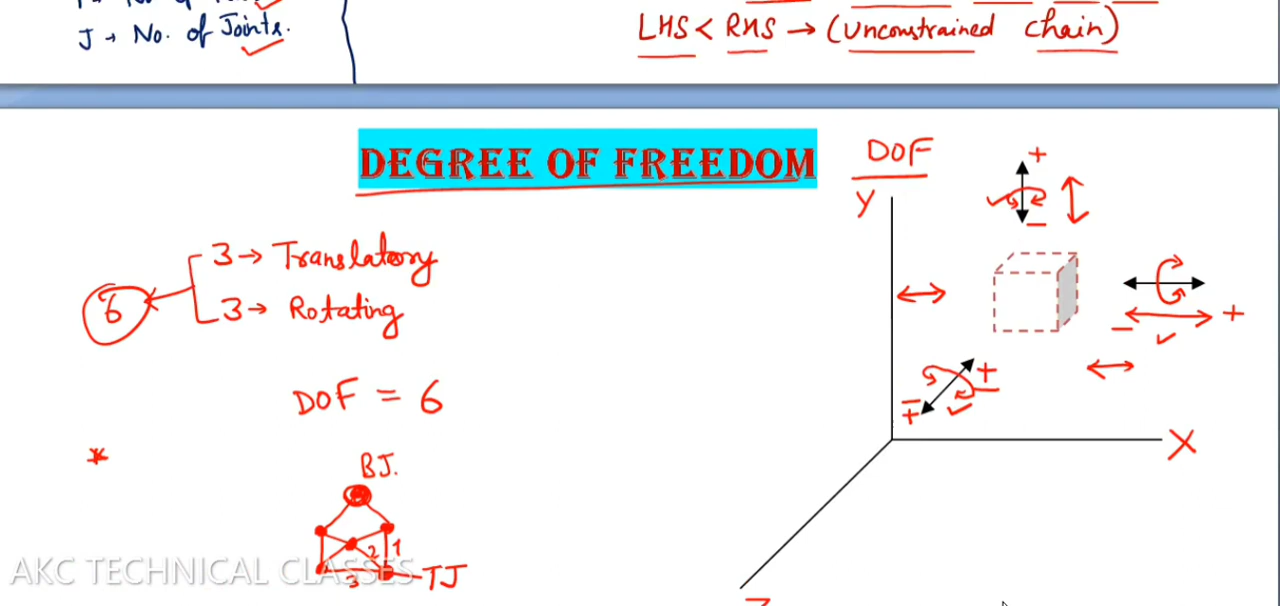 J → No. of Joints.
LHS < RHS → (Unconstrained chain)
DEGREE OF FREEDOM
DOF
Y
+
−
3 → Translatory
6
3 → Rotating
− +
+
−
DOF = 6
*
X
BJ.
2 1
3 TJ
AKC TECHNICAL CLASSES